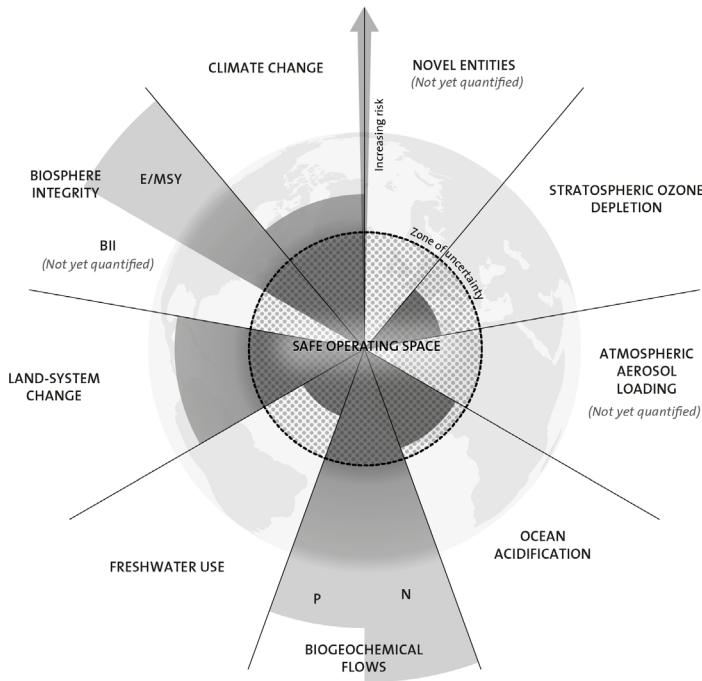 CLIMATE CHANGE
NOVEL ENTITIES
(Not yet quantified)
Increasing risk
BIOSPHERE
INTEGRITY
E/MSY
STRATOSPHERIC OZONE
DEPLETION
BII
(Not yet quantified)
Zone of uncertainty
SAFE OPERATING SPACE
LAND-SYSTEM
CHANGE
ATMOSPHERIC
AEROSOL
LOADING
(Not yet quantified)
FRESHWATER USE
OCEAN
ACIDIFICATION
P
N
BIOGEOCHEMICAL
FLOWS